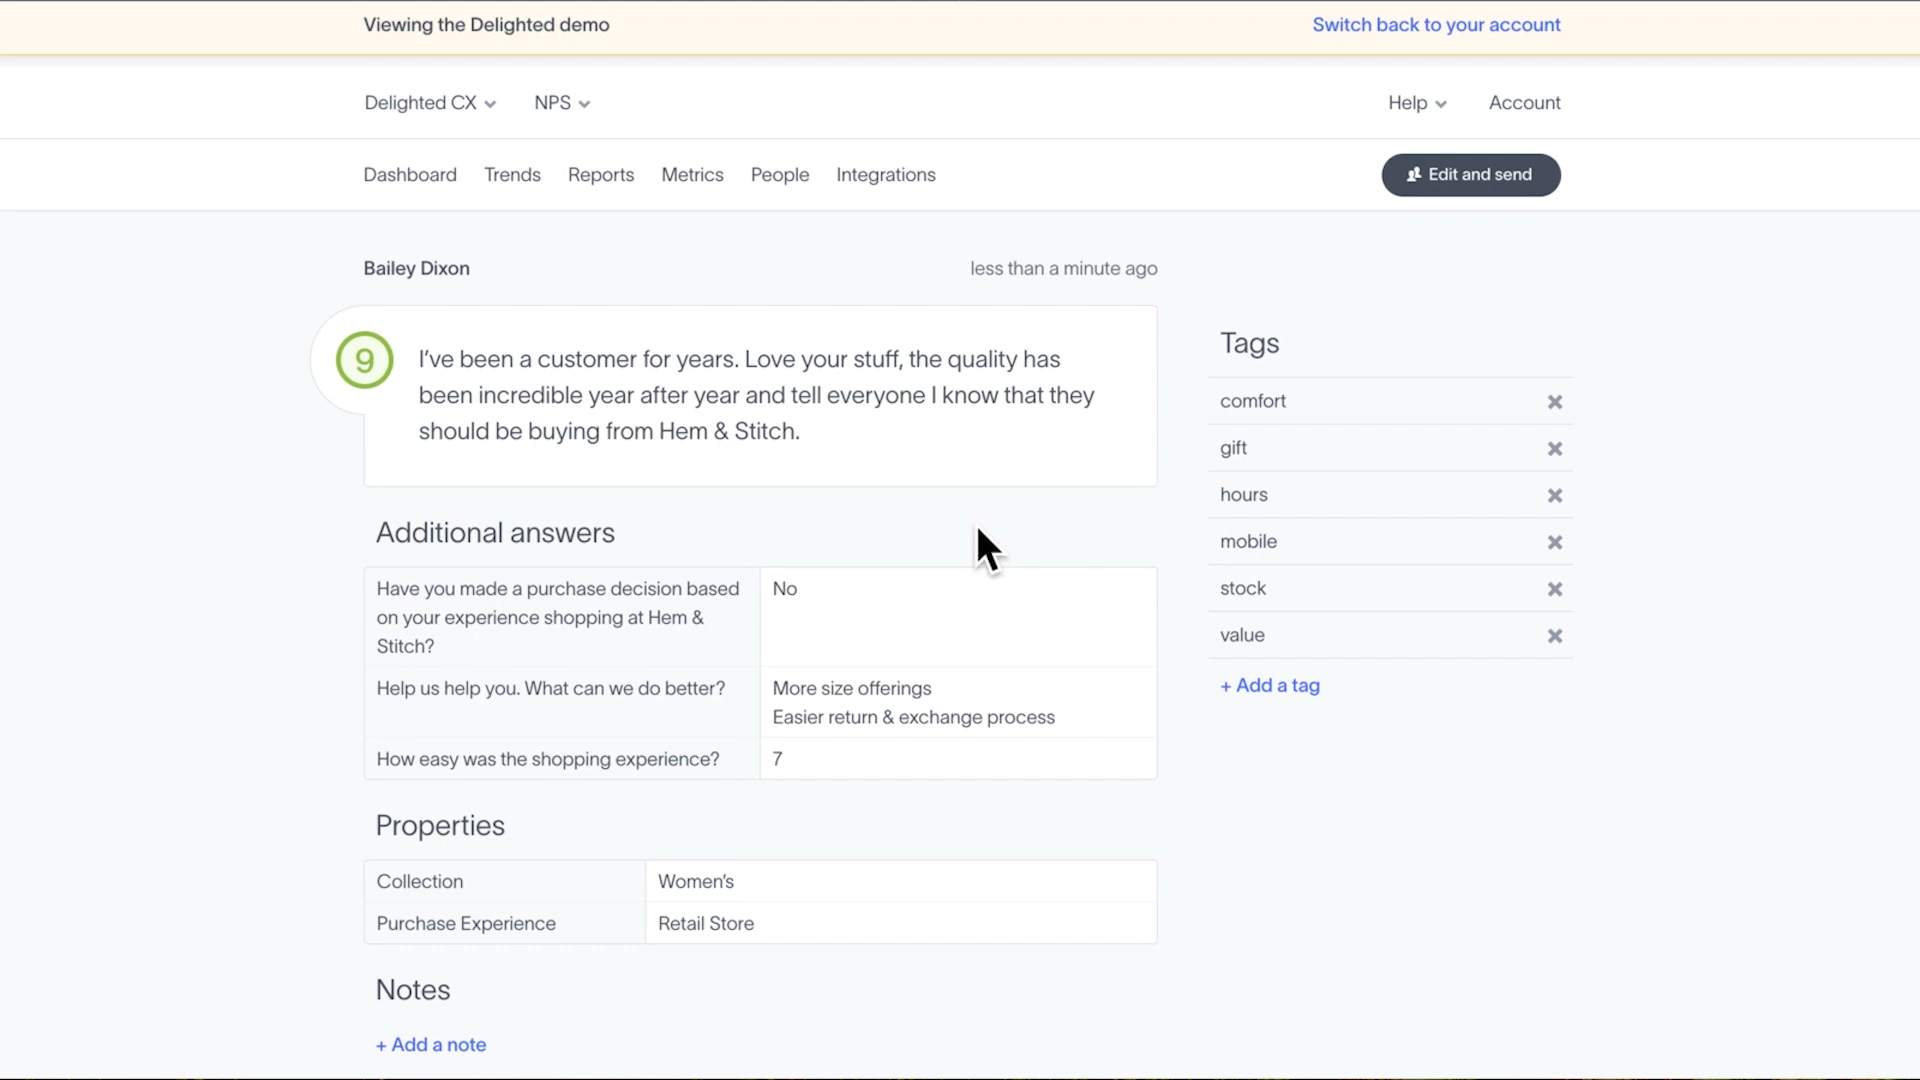 Viewing the Delighted demo
Switch back to your account
Delighted CX
NPS
Help
Account
Dashboard
Trends
Reports
Metrics
People
Integrations
Edit and send
Bailey Dixon
less than a minute ago
9
I've been a customer for years. Love your stuff, the quality has
been incredible year after year and tell everyone I know that they
should be buying from Hem & Stitch.
Additional answers
Have you made a purchase decision based
on your experience shopping at Hem &
Stitch?
No
Help us help you. What can we do better?
More size offerings
Easier return & exchange process
How easy was the shopping experience?
7
Properties
Collection
Women's
Purchase Experience
Retail Store
Notes
+ Add a note
Tags
comfort
gift
hours
mobile
stock
value
+ Add a tag